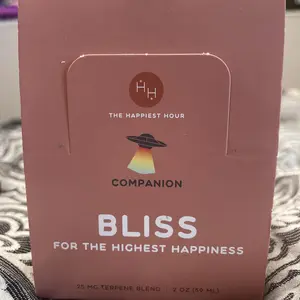 HH
THE HAPPIEST HOUR
COMPANION
BLISS
FOR THE HIGHEST HAPPINESS
25 MG TERPENE BLEND 2 OZ (59 ML)